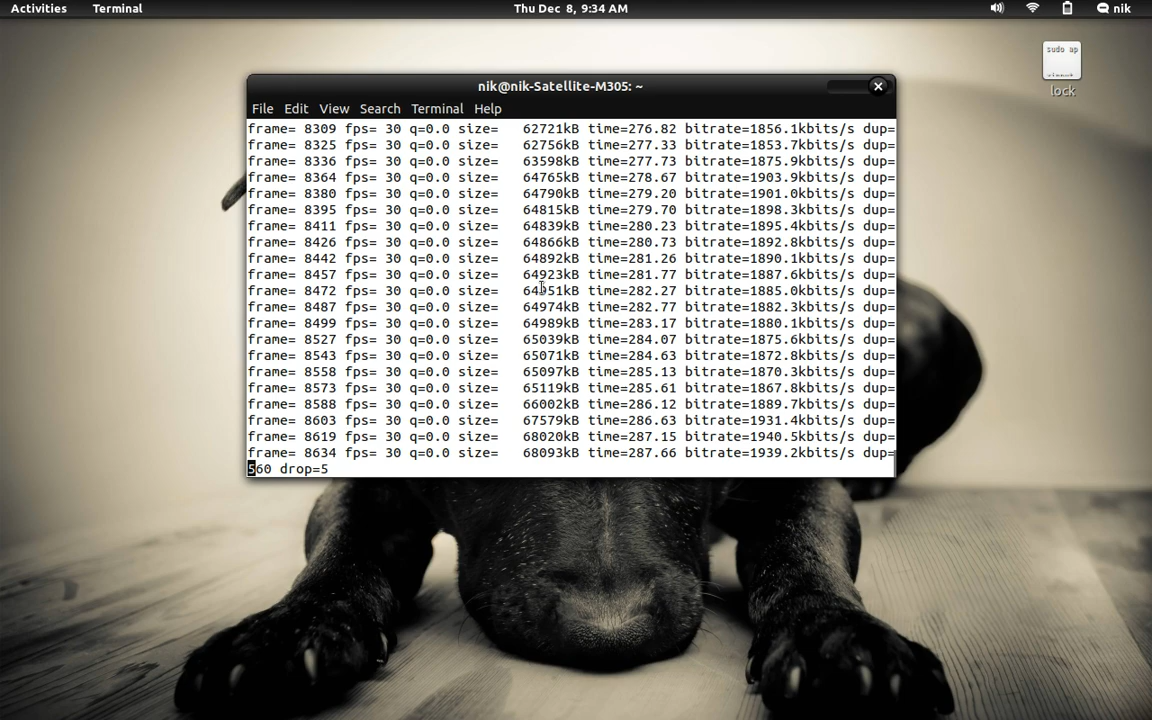 Activities Terminal Thu Dec 8, 9:34 AM nik
sudo ap
lock
nik@nik-Satellite-M305: ~
File Edit View Search Terminal Help
frame= 8309 fps= 30 q=0.0 size=   62721kB time=276.82 bitrate=1856.1kbits/s dup=
frame= 8325 fps= 30 q=0.0 size=   62756kB time=277.33 bitrate=1853.7kbits/s dup=
frame= 8336 fps= 30 q=0.0 size=   63598kB time=277.73 bitrate=1875.9kbits/s dup=
frame= 8364 fps= 30 q=0.0 size=   64765kB time=278.67 bitrate=1903.9kbits/s dup=
frame= 8380 fps= 30 q=0.0 size=   64790kB time=279.20 bitrate=1901.0kbits/s dup=
frame= 8395 fps= 30 q=0.0 size=   64815kB time=279.70 bitrate=1898.3kbits/s dup=
frame= 8411 fps= 30 q=0.0 size=   64839kB time=280.23 bitrate=1895.4kbits/s dup=
frame= 8426 fps= 30 q=0.0 size=   64866kB time=280.73 bitrate=1892.8kbits/s dup=
frame= 8442 fps= 30 q=0.0 size=   64892kB time=281.26 bitrate=1890.1kbits/s dup=
frame= 8457 fps= 30 q=0.0 size=   64923kB time=281.77 bitrate=1887.6kbits/s dup=
frame= 8472 fps= 30 q=0.0 size=   64951kB time=282.27 bitrate=1885.0kbits/s dup=
frame= 8487 fps= 30 q=0.0 size=   64974kB time=282.77 bitrate=1882.3kbits/s dup=
frame= 8499 fps= 30 q=0.0 size=   64989kB time=283.17 bitrate=1880.1kbits/s dup=
frame= 8527 fps= 30 q=0.0 size=   65039kB time=284.07 bitrate=1875.6kbits/s dup=
frame= 8543 fps= 30 q=0.0 size=   65071kB time=284.63 bitrate=1872.8kbits/s dup=
frame= 8558 fps= 30 q=0.0 size=   65097kB time=285.13 bitrate=1870.3kbits/s dup=
frame= 8573 fps= 30 q=0.0 size=   65119kB time=285.61 bitrate=1867.8kbits/s dup=
frame= 8588 fps= 30 q=0.0 size=   66002kB time=286.12 bitrate=1889.7kbits/s dup=
frame= 8603 fps= 30 q=0.0 size=   67579kB time=286.63 bitrate=1931.4kbits/s dup=
frame= 8619 fps= 30 q=0.0 size=   68020kB time=287.15 bitrate=1940.5kbits/s dup=
frame= 8634 fps= 30 q=0.0 size=   68093kB time=287.66 bitrate=1939.2kbits/s dup=
560 drop=5